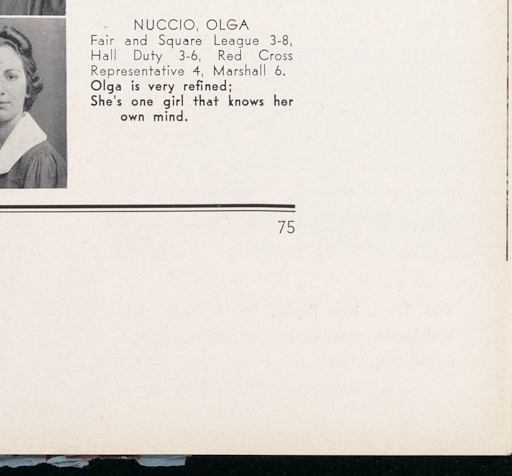 NUCCIO, OLGA
Fair and Square League 3-8,
Hall Duty 3-6, Red Cross
Representative 4, Marshall 6.
Olga is very refined;
She's one girl that knows her
own mind.
75